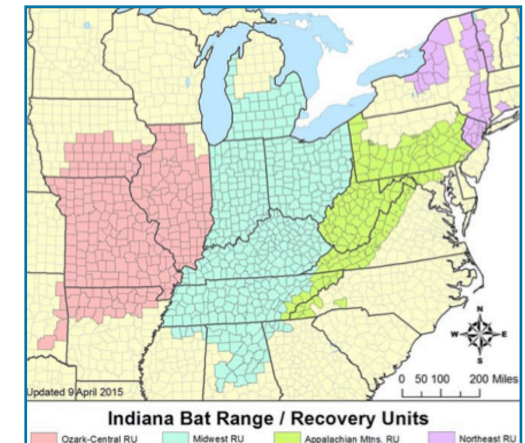 N
W E
S
0 50 100 200 Miles
Updated 9 April 2015
Indiana Bat Range / Recovery Units
Ozark-Central RU Midwest RU Appalachian Mtns. RU Northeast RU